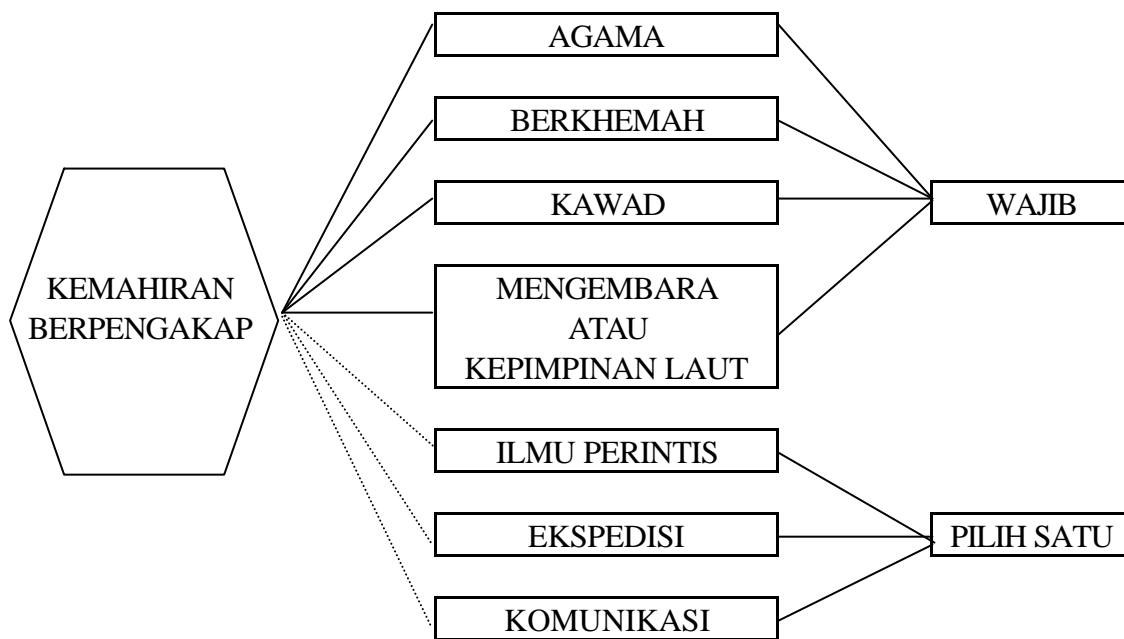 AGAMA
BERKHEMAH
KAWAD
WAJIB
KEMAHIRAN
BERPENGAKAP
MENGEMBARA
ATAU
KEPIMPINAN LAUT
ILMU PERINTIS
EKSPEDISI
PILIH SATU
KOMUNIKASI